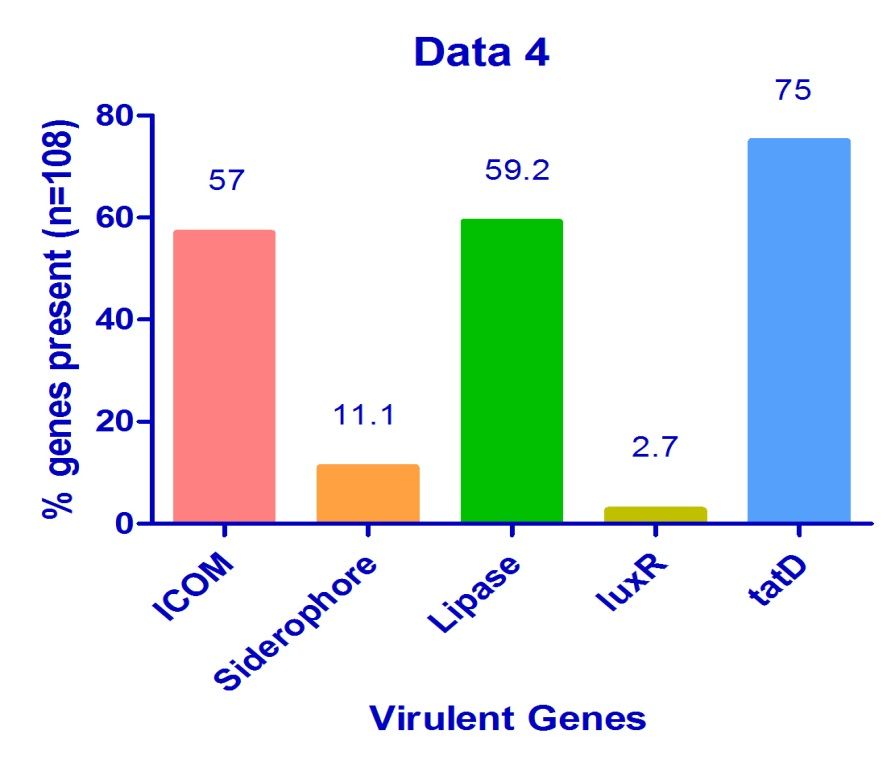 Data 4
% genes present (n=108)
80
60
40
20
0
57
11.1
59.2
2.7
75
ICOM
Siderophore
Lipase
luxR
tatD
Virulent Genes